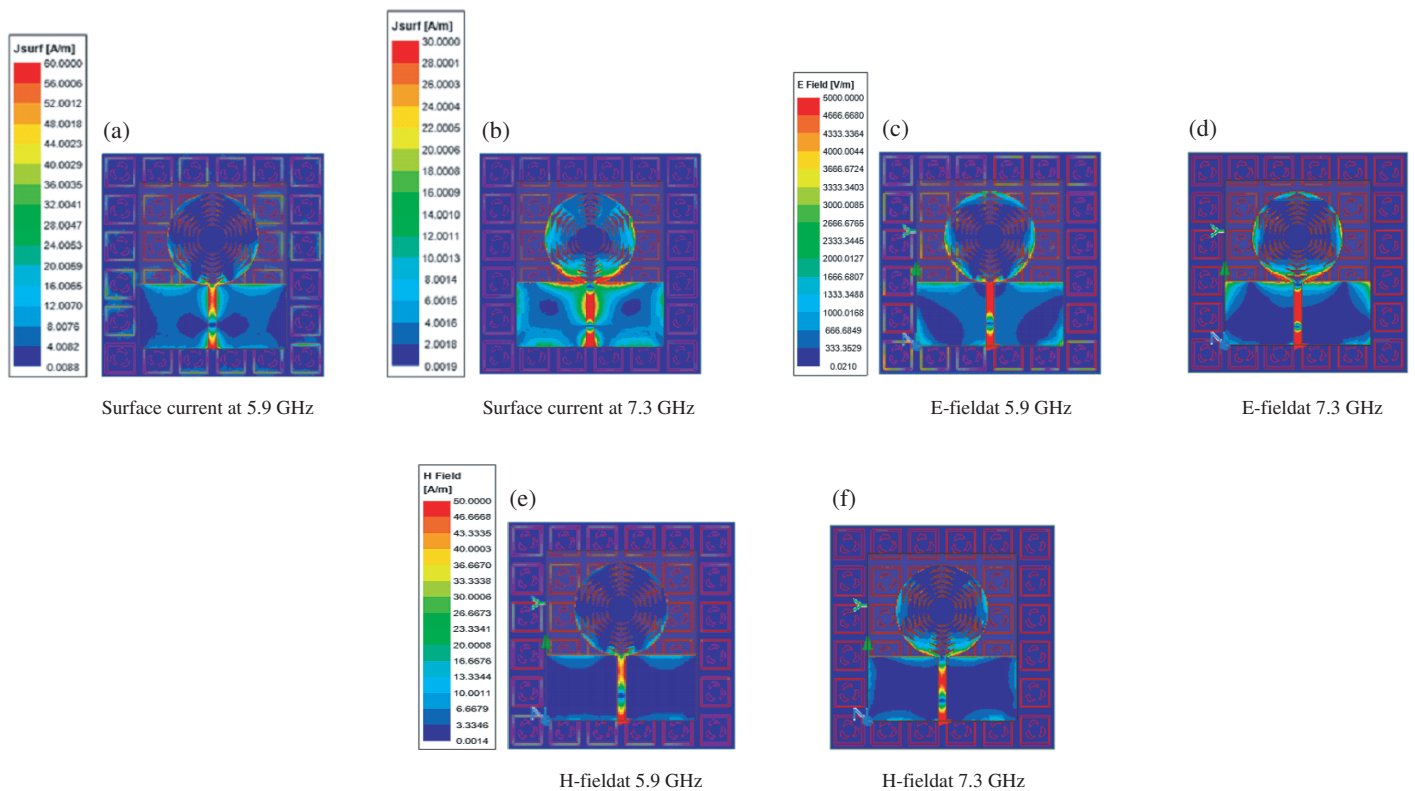 Jsurf [A/m]
60.0000
56.0006
52.0012
48.0018
44.0023
40.0029
36.0035
32.0041
28.0047
24.0053
20.0059
16.0065
12.0070
8.0076
4.0082
0.0088
(a)
Surface current at 5.9 GHz
Jsurf [A/m]
30.0000
28.0001
26.0003
24.0004
22.0005
20.0006
18.0008
16.0009
14.0010
12.0011
10.0013
8.0014
6.0015
4.0016
2.0018
0.0019
(b)
Surface current at 7.3 GHz
E Field [V/m]
5000.0000
4666.6680
4333.3364
4000.0044
3666.6724
3333.3403
3000.0085
2666.6765
2333.3445
2000.0127
1666.6807
1333.3488
1000.0168
666.6849
333.3529
0.0210
(c)
Y
Z
E-fieldat 5.9 GHz
(d)
Y
Z
E-fieldat 7.3 GHz
H Field
[A/m]
50.0000
46.6668
43.3335
40.0003
36.6670
33.3338
30.0006
26.6673
23.3341
20.0008
16.6676
13.3344
10.0011
6.6679
3.3346
0.0014
(e)
Y
Z
H-fieldat 5.9 GHz
(f)
Y
Z
H-fieldat 7.3 GHz